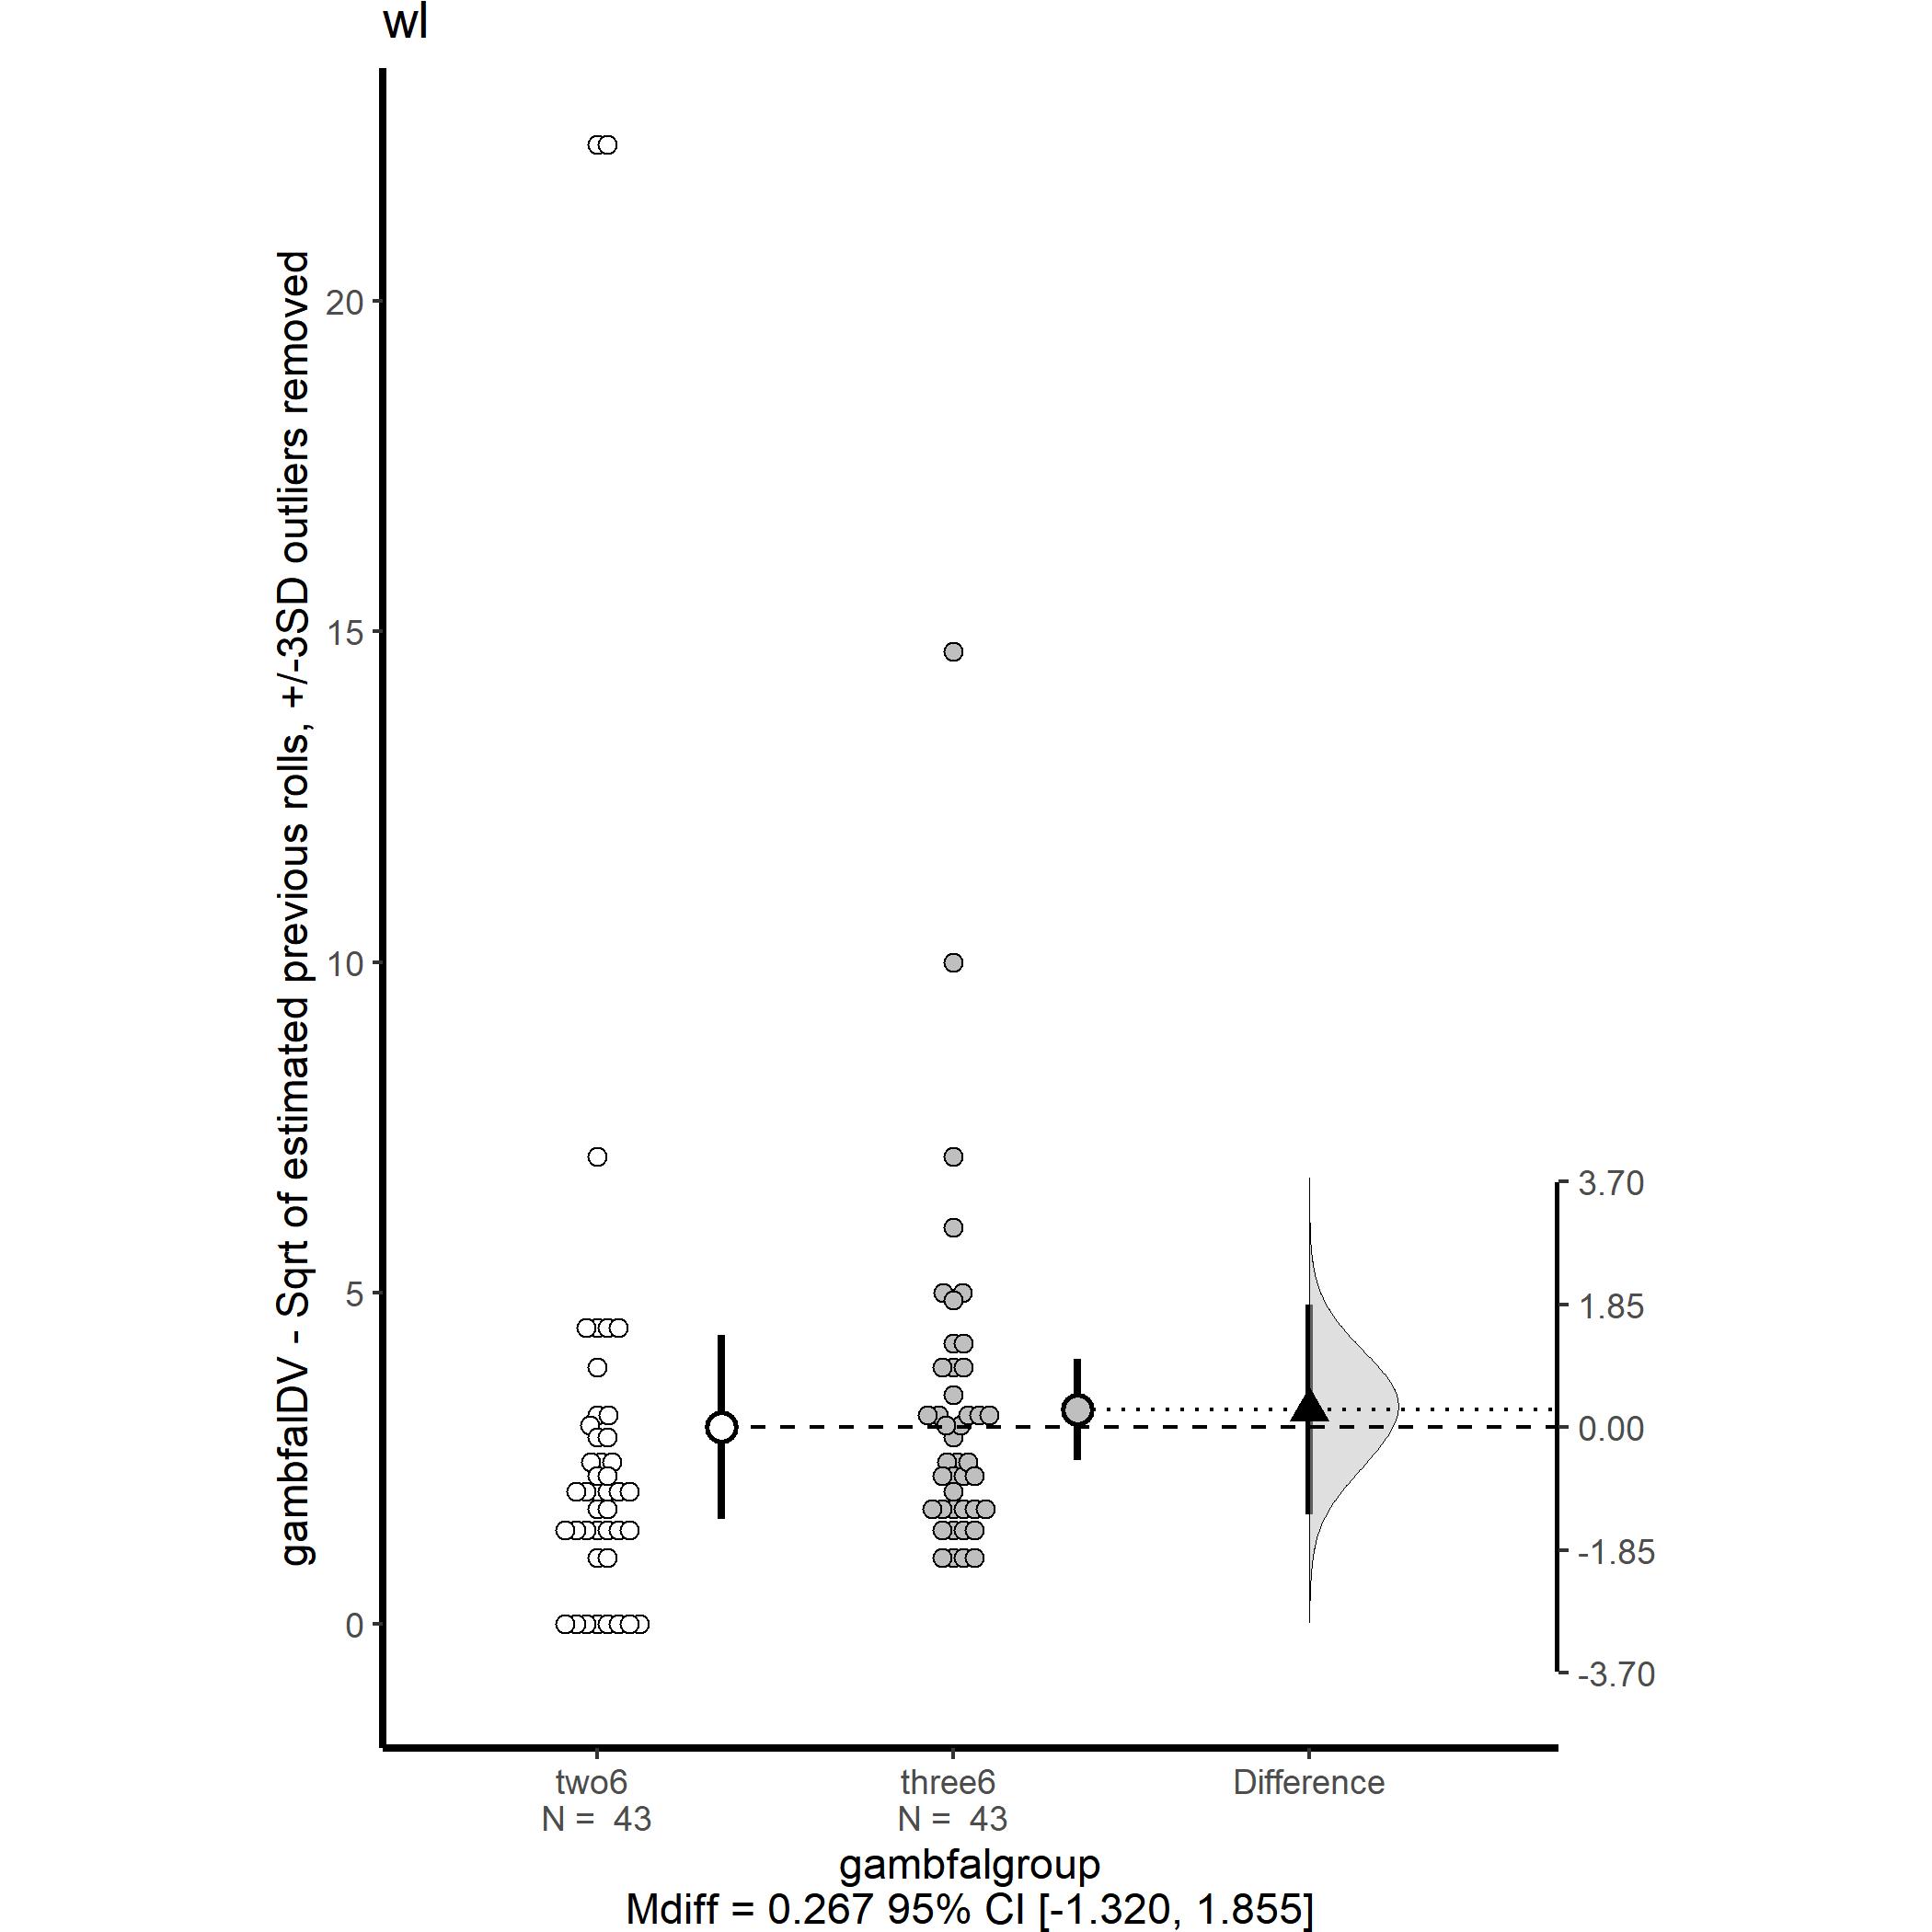 wl
gambfalDV - Sqrt of estimated previous rolls, +/-3SD outliers removed
20
15
10
5
0
3.70
1.85
0.00
-1.85
-3.70
two6
N =  43
three6
N =  43
Difference
gambfalgroup
Mdiff = 0.267 95% CI [-1.320, 1.855]